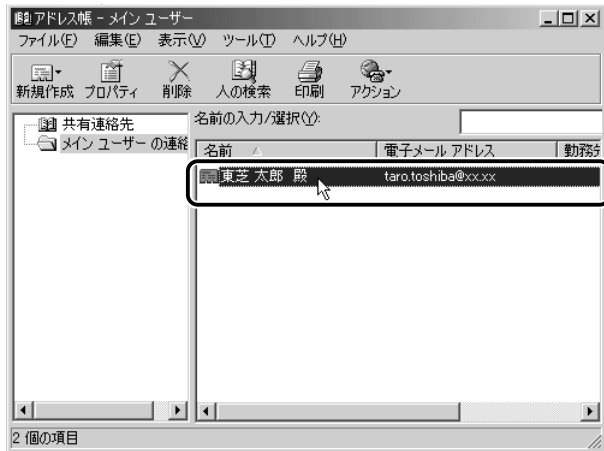 アドレス帳 - メイン ユーザー
ファイル(F) 編集(E) 表示(V) ツール(T) ヘルプ(H)
新規作成 プロパティ 削除 人の検索 印刷 アクション
共有連絡先
メイン ユーザー の連絡
名前の入力/選択(Y):
名前 電子メール アドレス 勤務
東芝 太郎 殿 taro.toshiba@xx.xx
2 個の項目